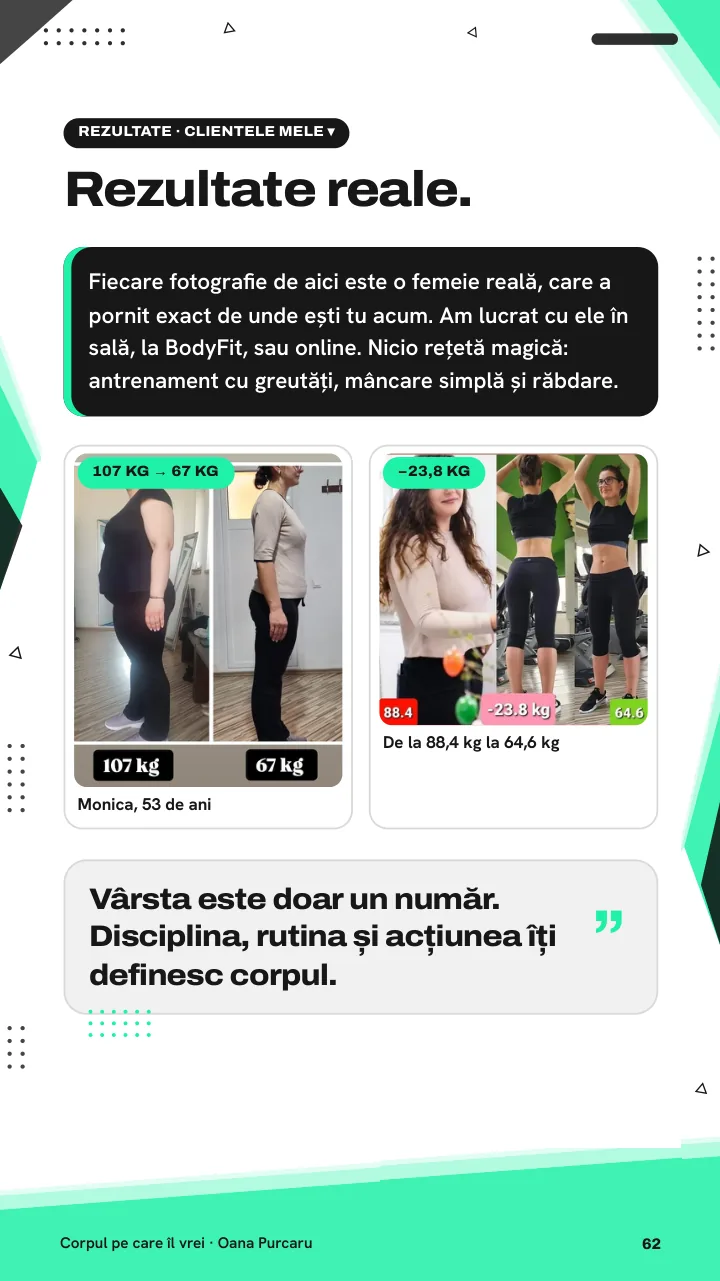 REZULTATE · CLIENTELE MELE ▾
Rezultate reale.
Fiecare fotografie de aici este o femeie reală, care a
pornit exact de unde ești tu acum. Am lucrat cu ele în
sală, la BodyFit, sau online. Nicio rețetă magică:
antrenament cu greutăți, mâncare simplă și răbdare.
107 KG → 67 KG
107 kg
67 kg
Monica, 53 de ani
−23,8 KG
88.4
-23.8 kg
64.6
De la 88,4 kg la 64,6 kg
Vârsta este doar un număr.
Disciplina, rutina și acțiunea îți
definesc corpul.
”
Corpul pe care îl vrei · Oana Purcaru
62